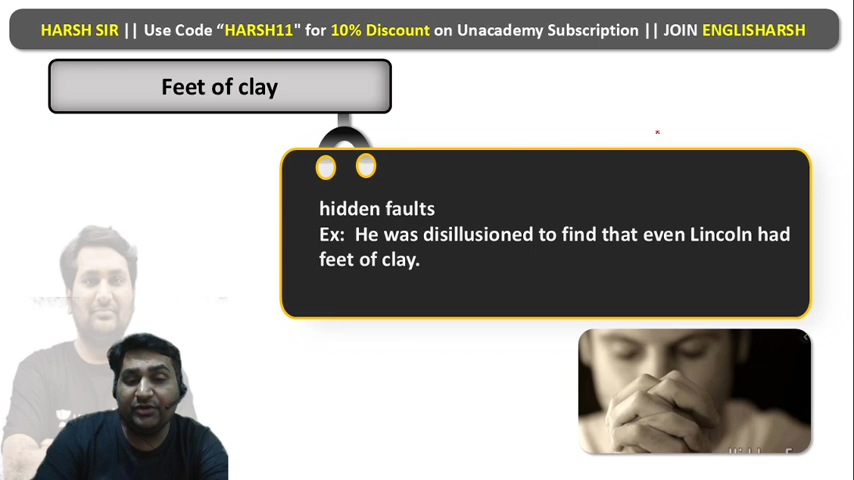 HARSH SIR || Use Code “HARSH11" for 10% Discount on Unacademy Subscription || JOIN ENGLISHARSH
Feet of clay
hidden faults
Ex:  He was disillusioned to find that even Lincoln had
feet of clay.